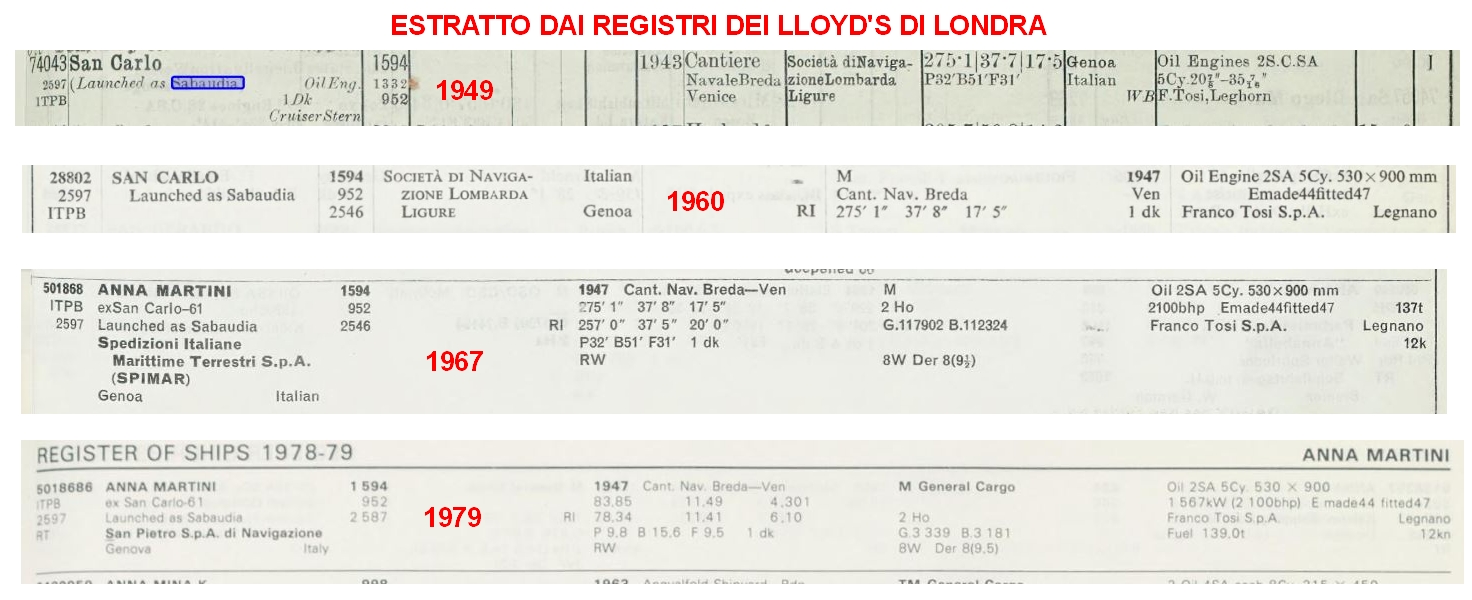 ESTRATTO DAI REGISTRI DEI LLOYD'S DI LONDRA
74043 San Carlo 1594 1943 Cantiere Società di Naviga- 275·1 37·7 17·5 Genoa Oil Engines 2S.C.SA I
2597 (Launched as Sabaudia) Oil Eng. 1332 Navale Breda zione Lombarda P32' B51' F31' Italian 5Cy.
ITPB 1Dk 952 1949 Venice Ligure WB F.Tosi, Leghorn
Cruiser Stern
28802 SAN CARLO 1594 SOCIETÀ DI NAVIGA- Italian M 1947 Oil Engine 2SA 5Cy. 530×900 mm
2597 Launched as Sabaudia 952 ZIONE LOMBARDA 1960 Cant. Nav. Breda Ven Emade44fitted47
ITPB 2546 LIGURE Genoa RI 275' 1" 37' 8" 17' 5" 1 dk Franco Tosi S.p.A. Legnano
501868 ANNA MARTINI 1594 1947 Cant. Nav. Breda—Ven M Oil 2SA 5Cy. 530×900 mm
ITPB exSan Carlo-61 952 275' 1" 37' 8" 17' 5" 2 Ho 2100bhp Emade44fitted47 137t
2597 Launched as Sabaudia 2546 RI 257' 0" 37' 5" 20' 0" G.117902 B.112324 Franco Tosi S.p.A. Legnano
Spedizioni Italiane P32' B51' F31' 1 dk 12k
Marittime Terrestri S.p.A. 1967 RW 8W Der 8(9½)
(SPIMAR)
Genoa Italian
REGISTER OF SHIPS 1978-79 ANNA MARTINI
5018686 ANNA MARTINI 1 594 1947 Cant. Nav. Breda—Ven M General Cargo Oil 2SA 5Cy. 530 × 900
ITPB ex San Carlo-61 952 83,85 11,49 4,301 1 567kW (2 100bhp) E made44 fitted47
2597 Launched as Sabaudia 2 587 1979 RI 78,34 11,41 6,10 2 Ho Franco Tosi S.p.A. Legnano
RT San Pietro S.p.A. di Navigazione P 9,8 B 15,6 F 9,5 1 dk G.3 339 B.3 181 Fuel 139.0t 12kn
Genova Italy RW 8W Der 8(9.5)